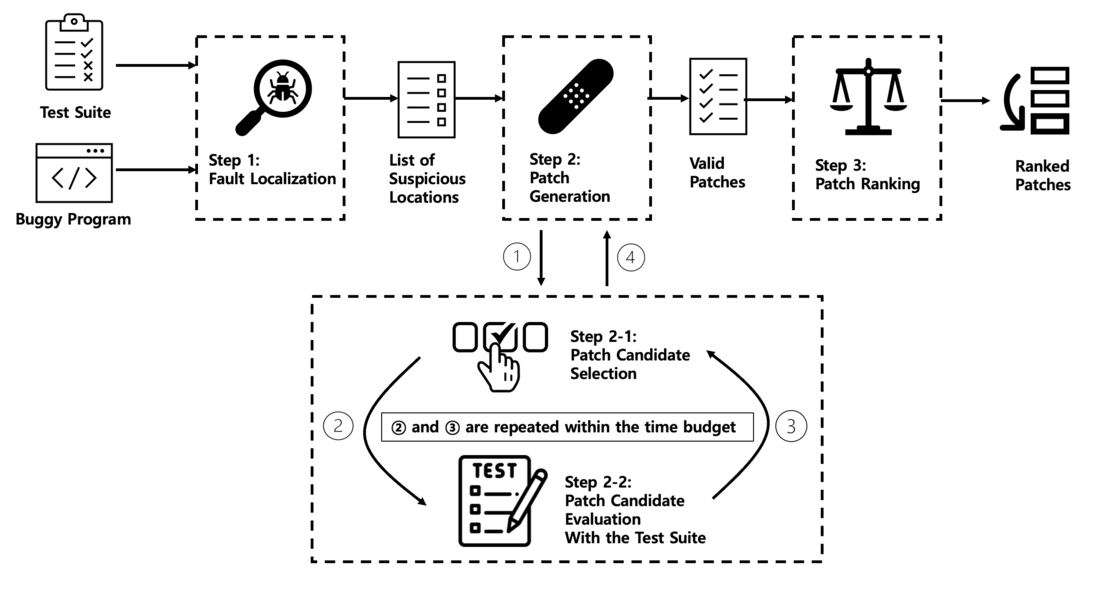 Test Suite
</>
Buggy Program
Step 1:
Fault Localization
List of
Suspicious
Locations
Step 2:
Patch
Generation
Valid
Patches
Step 3:
Patch Ranking
Ranked
Patches
1
4
Step 2-1:
Patch Candidate
Selection
2
② and ③ are repeated within the time budget
3
TEST
Step 2-2:
Patch Candidate
Evaluation
With the Test Suite